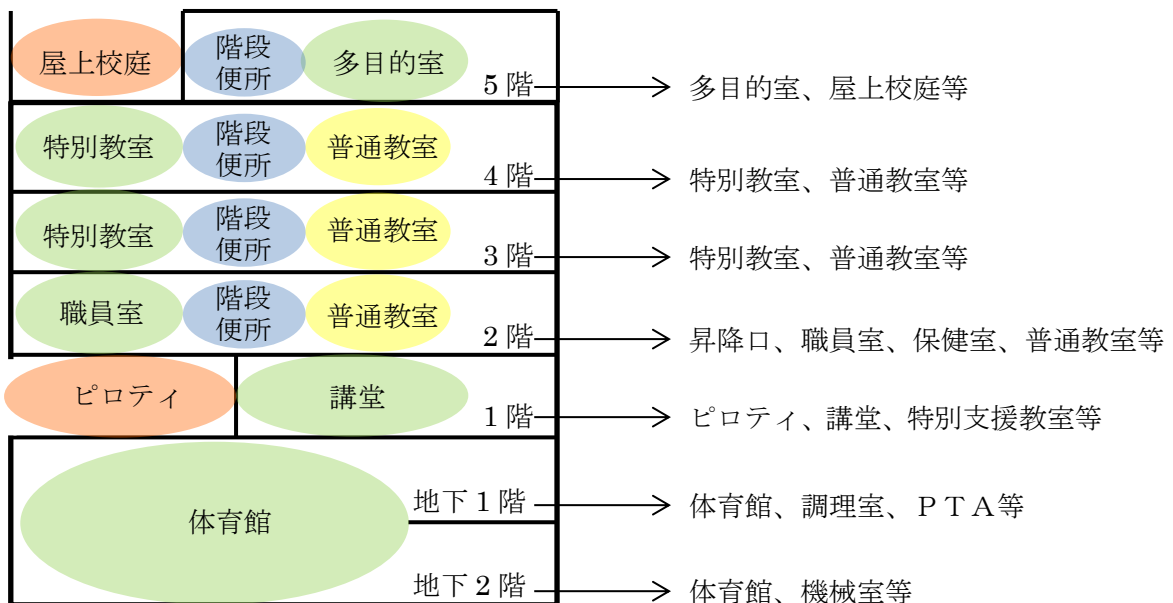 屋上校庭
階段
便所
多目的室
5階
多目的室、屋上校庭等
特別教室
階段
便所
普通教室
4階
特別教室、普通教室等
特別教室
階段
便所
普通教室
3階
特別教室、普通教室等
職員室
階段
便所
普通教室
2階
昇降口、職員室、保健室、普通教室等
ピロティ
講堂
1階
ピロティ、講堂、特別支援教室等
体育館
地下1階
体育館、調理室、ＰＴＡ等
地下2階
体育館、機械室等